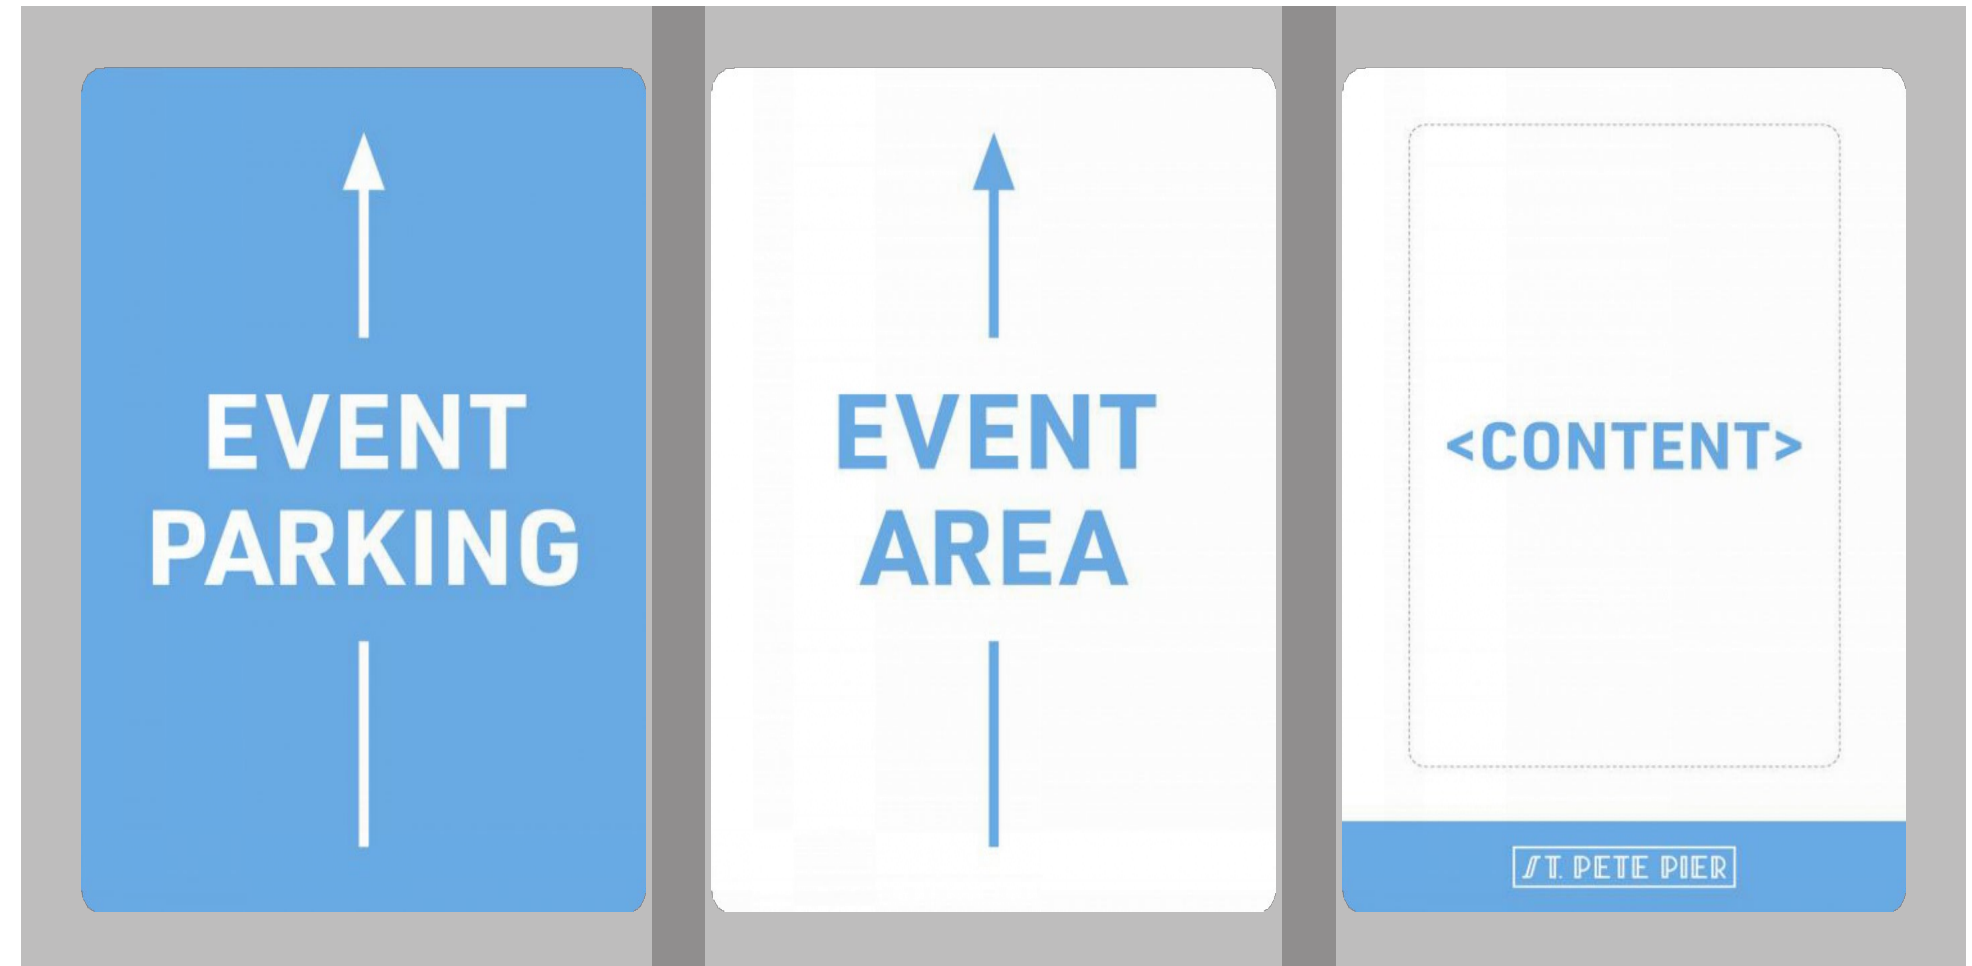 EVENT
PARKING
EVENT
AREA
<CONTENT>
ST. PETE PIER